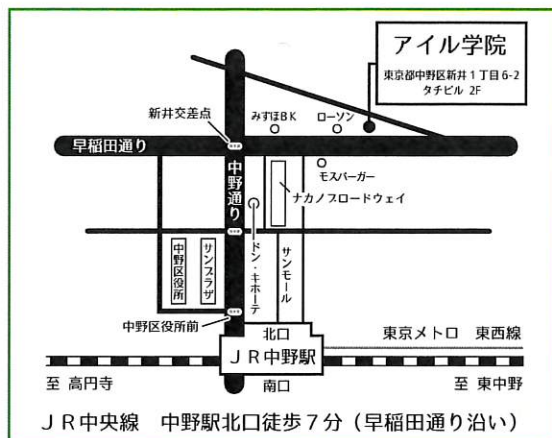 アイル学院
東京都中野区新井1丁目6-2
タチビル 2F
みずほBK
ローソン
新井交差点
早稲田通り
モスバーガー
中野通り
ナカノブロードウェイ
中野区役所
サンプラザ
ドン・キホーテ
サンモール
中野区役所前
北口
東京メトロ 東西線
JR中野駅
至 高円寺
南口
至 東中野
JR中央線 中野駅北口徒歩7分（早稲田通り沿い）